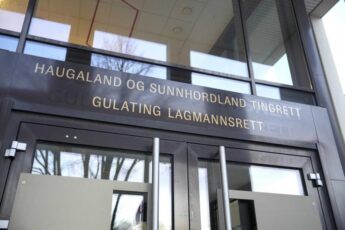 HAUGALAND OG SUNNHORDLAND TINGRETT
GULATING LAGMANNSRETT